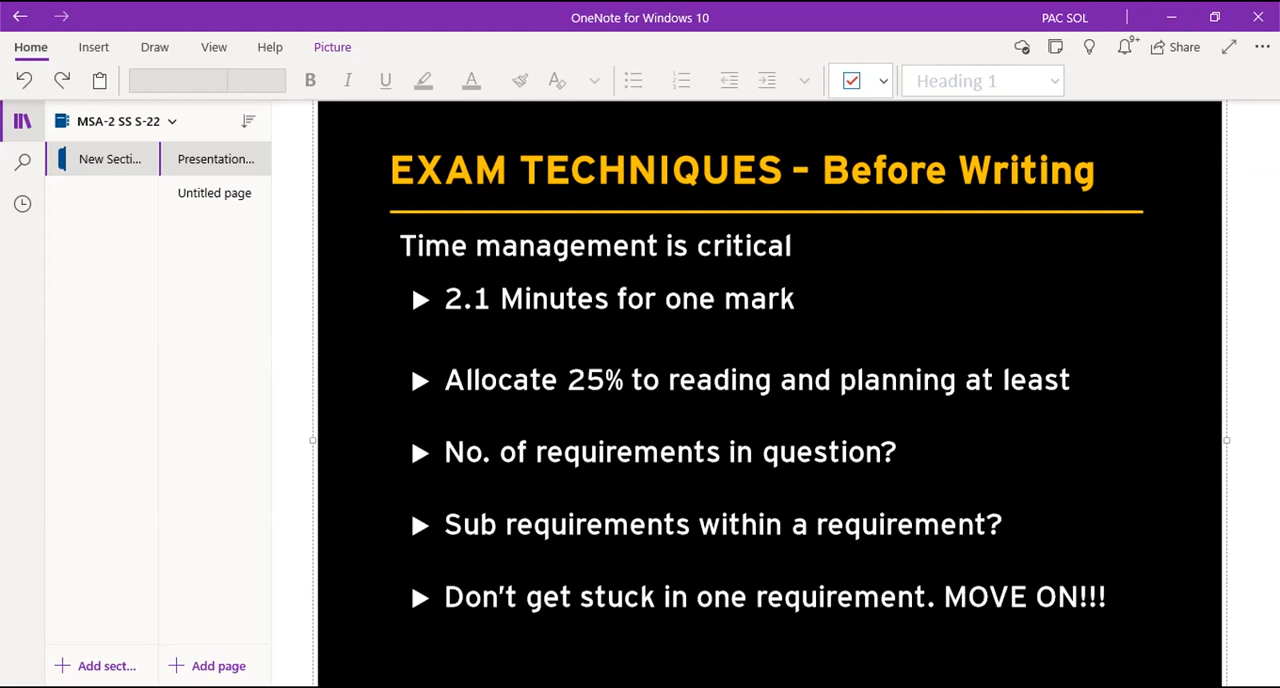 OneNote for Windows 10
PAC SOL
Home Insert Draw View Help Picture
9+ Share
B I U A A Heading 1
MSA-2 SS S-22
New Secti... Presentation...
Untitled page
EXAM TECHNIQUES - Before Writing
Time management is critical
2.1 Minutes for one mark
Allocate 25% to reading and planning at least
No. of requirements in question?
Sub requirements within a requirement?
Don't get stuck in one requirement. MOVE ON!!!
Add sect... Add page